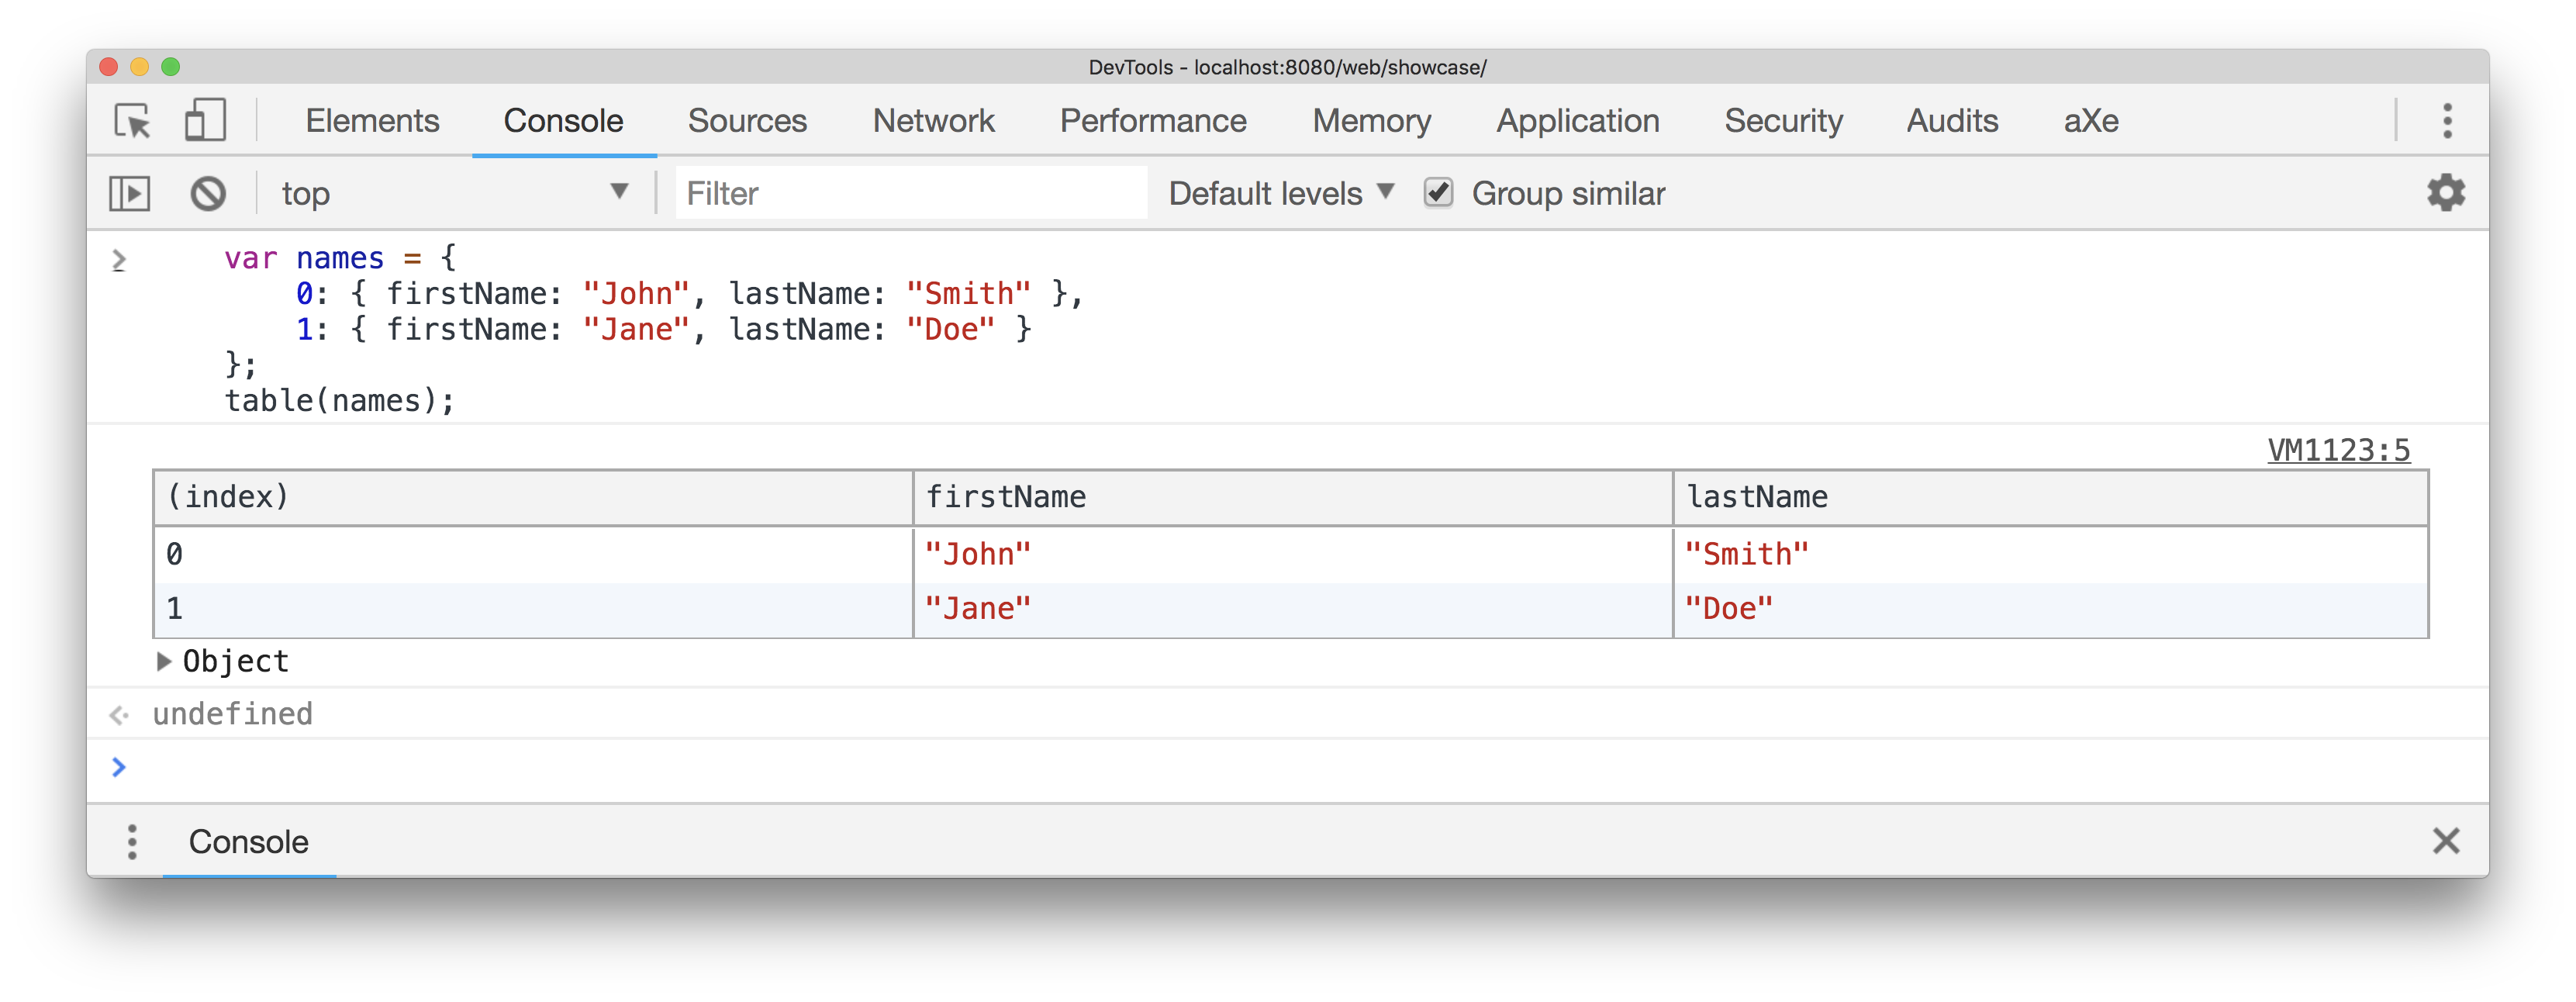 DevTools - localhost:8080/web/showcase/
Elements Console Sources Network Performance Memory Application Security Audits aXe
top Filter Default levels Group similar
var names = {
0: { firstName: "John", lastName: "Smith" },
1: { firstName: "Jane", lastName: "Doe" }
};
table(names);
VM1123:5
(index) firstName lastName
0 "John" "Smith"
1 "Jane" "Doe"
Object
undefined
Console